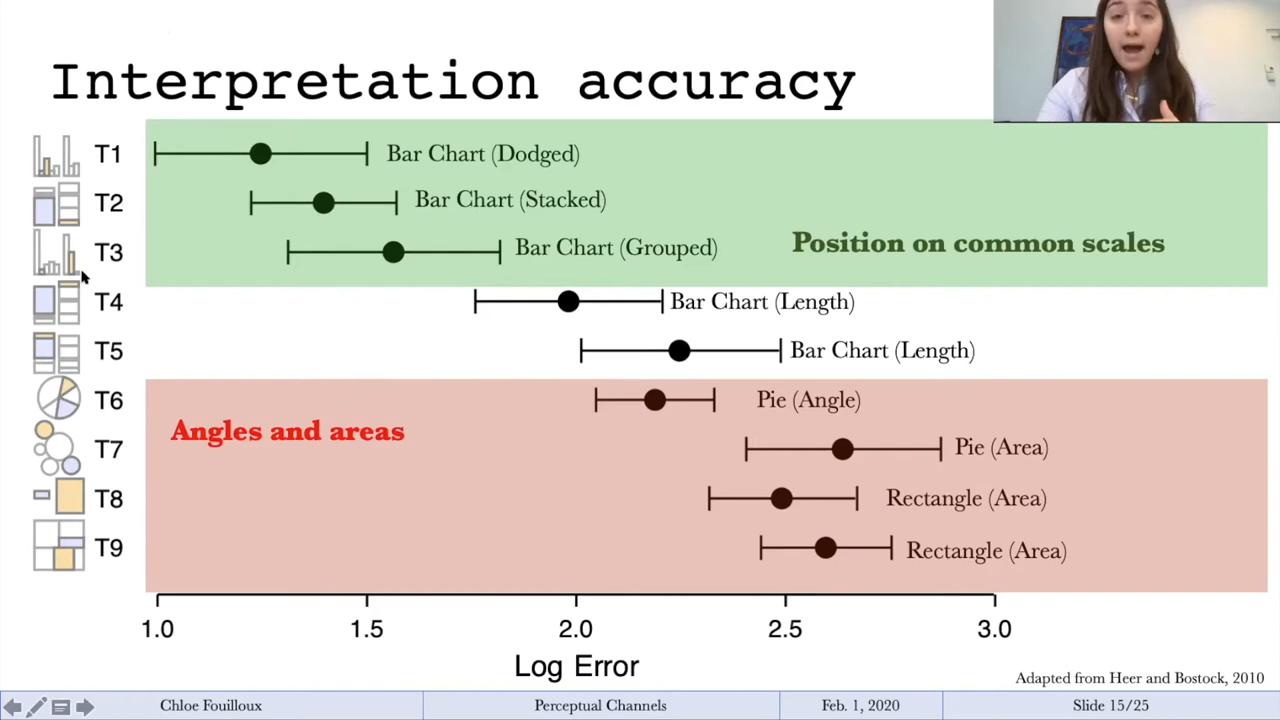 Interpretation accuracy
T1 Bar Chart (Dodged)
T2 Bar Chart (Stacked)
T3 Bar Chart (Grouped)
Position on common scales
T4 Bar Chart (Length)
T5 Bar Chart (Length)
T6 Pie (Angle)
Angles and areas
T7 Pie (Area)
T8 Rectangle (Area)
T9 Rectangle (Area)
1.0 1.5 2.0 2.5 3.0
Log Error
Adapted from Heer and Bostock, 2010
Chloe Fouilloux Perceptual Channels Feb. 1, 2020 Slide 15/25